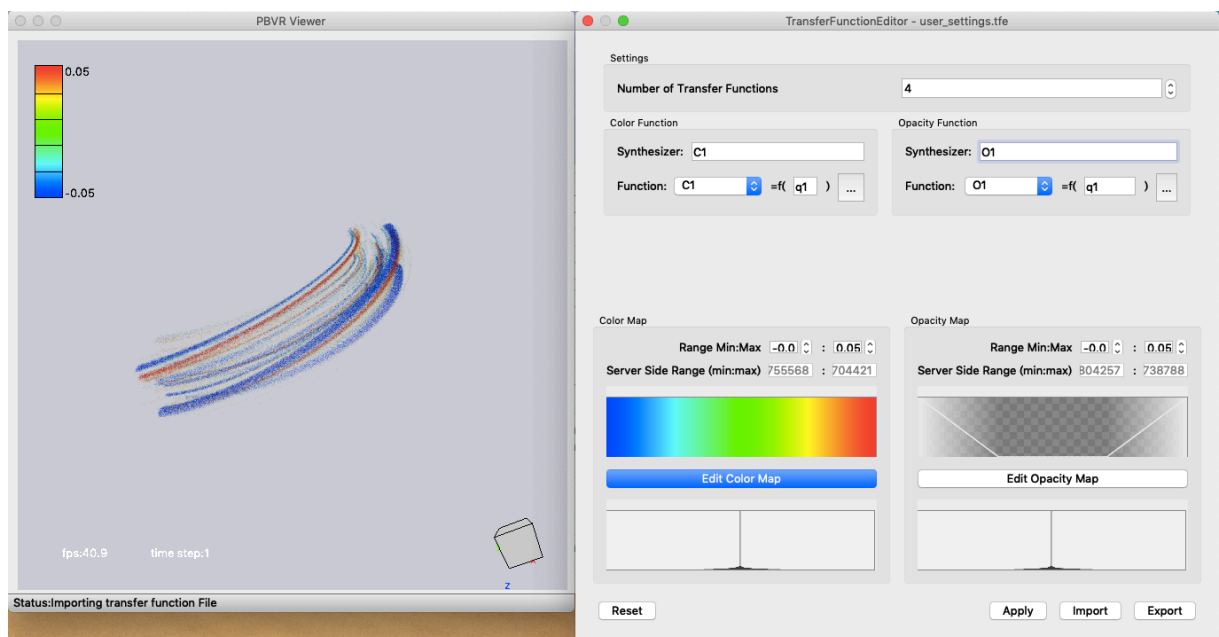 PBVR Viewer
0.05
-0.05
fps:40.9 time step:1
z
Status:Importing transfer function File
TransferFunctionEditor - user_settings.tfe
Settings
Number of Transfer Functions 4
Color Function
Synthesizer: C1
Function: C1 =f( q1 ) ...
Opacity Function
Synthesizer: O1
Function: O1 =f( q1 ) ...
Color Map
Range Min:Max -0.0 : 0.05
Server Side Range (min:max) 755568 : 704421
Edit Color Map
Opacity Map
Range Min:Max -0.0 : 0.05
Server Side Range (min:max) 804257 : 738788
Edit Opacity Map
Reset
Apply Import Export